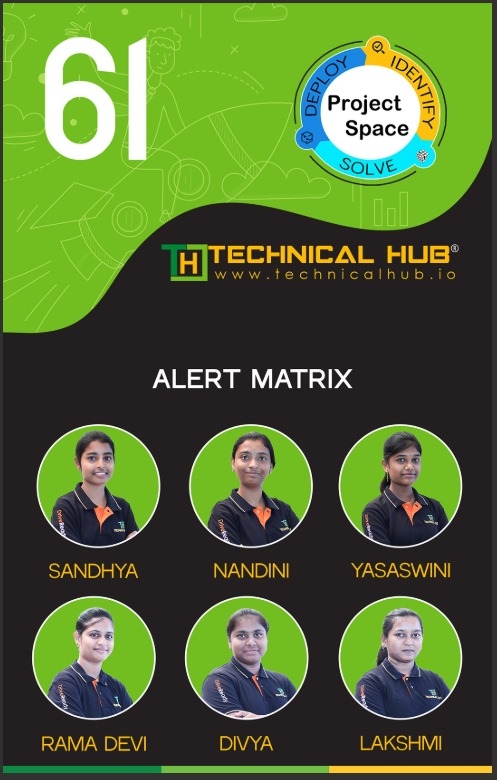 61
DEPLOY
IDENTIFY
SOLVE
Project
Space
TH TECHNICAL HUB®
www.technicalhub.io
ALERT MATRIX
SANDHYA
NANDINI
YASASWINI
RAMA DEVI
DIVYA
LAKSHMI